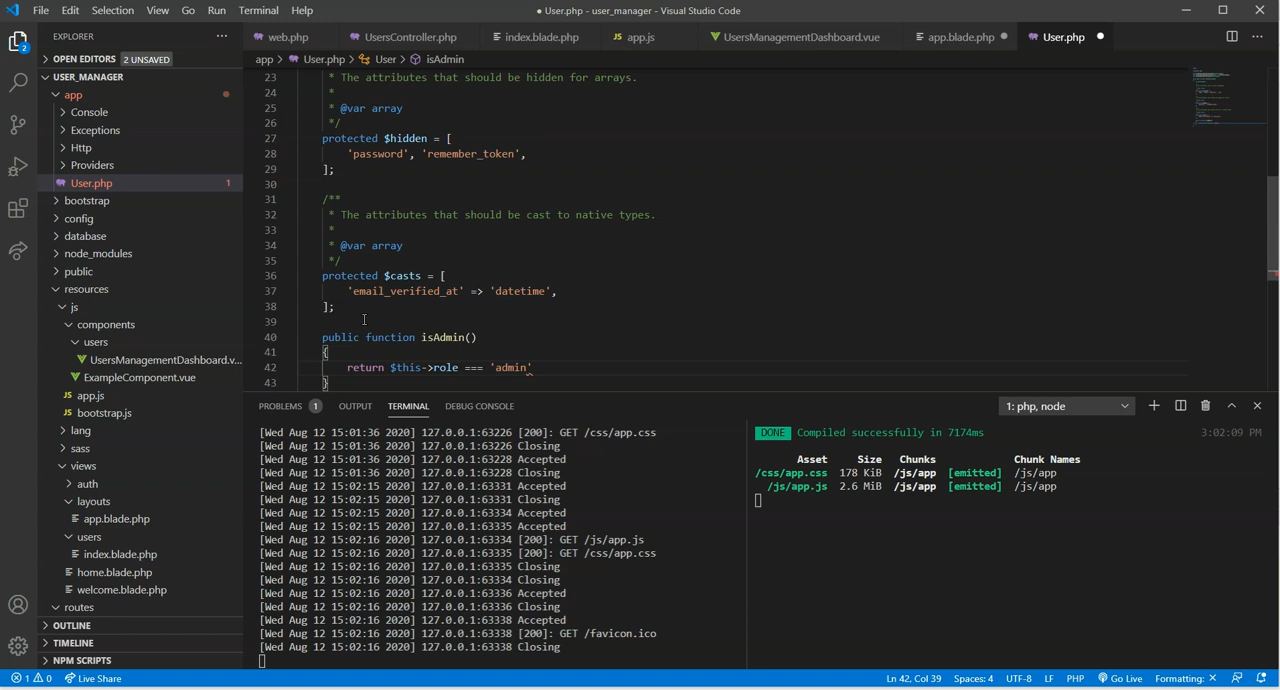 File Edit Selection View Go Run Terminal Help
● User.php - user_manager - Visual Studio Code
EXPLORER
web.php UsersController.php index.blade.php app.js UsersManagementDashboard.vue app.blade.php User.php
OPEN EDITORS 2 UNSAVED
app > User.php > User > isAdmin
USER_MANAGER
app
Console
Exceptions
Http
Providers
User.php 1
bootstrap
config
database
node_modules
public
resources
js
components
users
UsersManagementDashboard.v...
ExampleComponent.vue
app.js
bootstrap.js
lang
sass
views
auth
layouts
app.blade.php
users
index.blade.php
home.blade.php
welcome.blade.php
routes
OUTLINE
TIMELINE
NPM SCRIPTS
2
23 * The attributes that should be hidden for arrays.
24 *
25 * @var array
26 */
27 protected $hidden = [
28 'password', 'remember_token',
29 ];
30
31 /**
32 * The attributes that should be cast to native types.
33 *
34 * @var array
35 */
36 protected $casts = [
37 'email_verified_at' => 'datetime',
38 ];
39
40 public function isAdmin()
41 {
42 return $this->role === 'admin'
43 }
PROBLEMS 1 OUTPUT TERMINAL DEBUG CONSOLE
1: php, node
[Wed Aug 12 15:01:36 2020] 127.0.0.1:63226 [200]: GET /css/app.css
[Wed Aug 12 15:01:36 2020] 127.0.0.1:63226 Closing
[Wed Aug 12 15:01:36 2020] 127.0.0.1:63228 Accepted
[Wed Aug 12 15:01:36 2020] 127.0.0.1:63228 Closing
[Wed Aug 12 15:02:15 2020] 127.0.0.1:63331 Accepted
[Wed Aug 12 15:02:15 2020] 127.0.0.1:63331 Closing
[Wed Aug 12 15:02:15 2020] 127.0.0.1:63334 Accepted
[Wed Aug 12 15:02:15 2020] 127.0.0.1:63335 Accepted
[Wed Aug 12 15:02:16 2020] 127.0.0.1:63334 [200]: GET /js/app.js
[Wed Aug 12 15:02:16 2020] 127.0.0.1:63335 [200]: GET /css/app.css
[Wed Aug 12 15:02:16 2020] 127.0.0.1:63335 Closing
[Wed Aug 12 15:02:16 2020] 127.0.0.1:63334 Closing
[Wed Aug 12 15:02:16 2020] 127.0.0.1:63336 Accepted
[Wed Aug 12 15:02:16 2020] 127.0.0.1:63336 Closing
[Wed Aug 12 15:02:16 2020] 127.0.0.1:63338 Accepted
[Wed Aug 12 15:02:16 2020] 127.0.0.1:63338 [200]: GET /favicon.ico
[Wed Aug 12 15:02:16 2020] 127.0.0.1:63338 Closing
DONE Compiled successfully in 7174ms 3:02:09 PM
Asset Size Chunks Chunk Names
/css/app.css 178 KiB /js/app [emitted] /js/app
/js/app.js 2.6 MiB /js/app [emitted] /js/app
1 0 Live Share
Ln 42, Col 39 Spaces: 4 UTF-8 LF PHP Go Live Formatting: ×